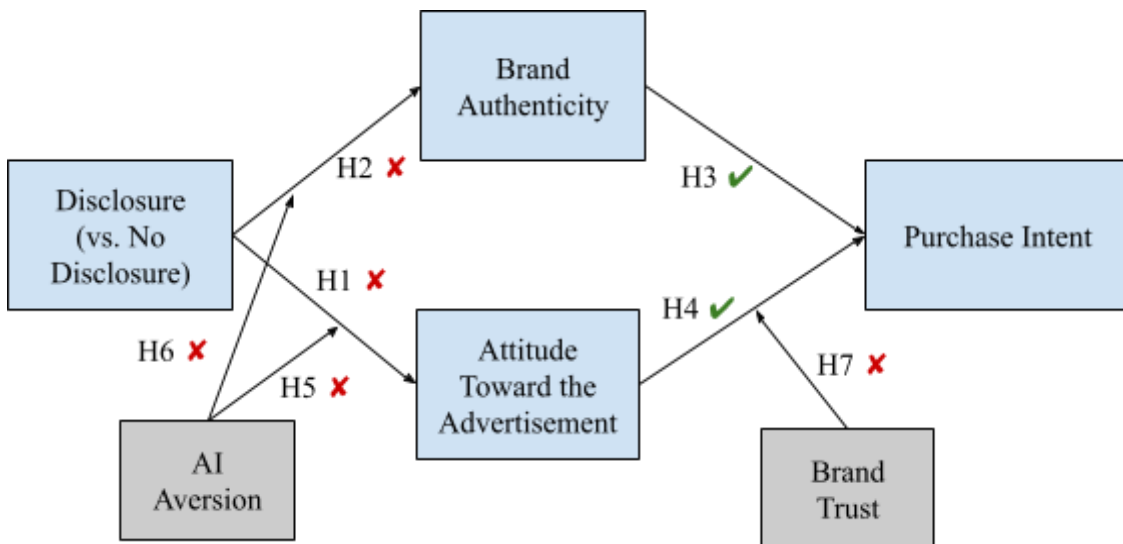 Brand
Authenticity
H2 ✘
H3 ✔
Disclosure
(vs. No
Disclosure)
Purchase Intent
H1 ✘
H4 ✔
H6 ✘
H5 ✘
Attitude
Toward the
Advertisement
H7 ✘
AI
Aversion
Brand
Trust